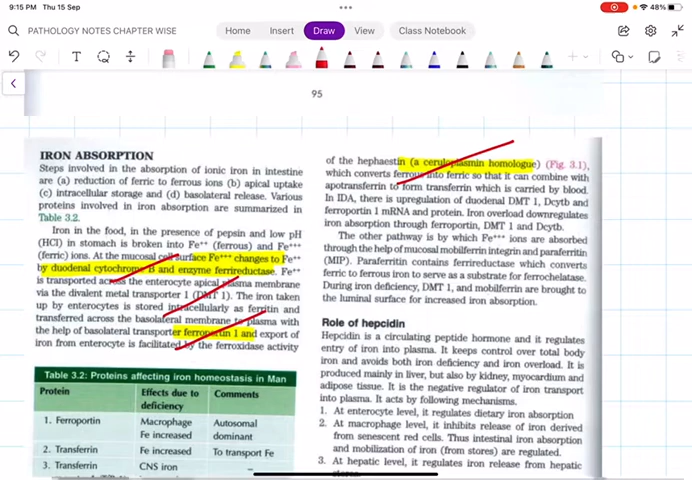 9:15 PM Thu 15 Sep
48%
PATHOLOGY NOTES CHAPTER WISE
Home Insert Draw View Class Notebook
95
IRON ABSORPTION
Steps involved in the absorption of ionic iron in intestine
are (a) reduction of ferric to ferrous ions (b) apical uptake
(c) intracellular storage and (d) basolateral release. Various
proteins involved in iron absorption are summarized in
Table 3.2.
Iron in the food, in the presence of pepsin and low pH
(HCl) in stomach is broken into Fe++ (ferrous) and Fe+++
(ferric) ions. At the mucosal cell surface Fe+++ changes to Fe++
by duodenal cytochrome B and enzyme ferrireductase. Fe++
is transported across the enterocyte apical plasma membrane
via the divalent metal transporter 1 (DMT 1). The iron taken
up by enterocytes is stored intracellularly as ferritin and
transferred across the basolateral membrane to plasma with
the help of basolateral transporter ferroportin 1 and export of
iron from enterocyte is facilitated by the ferroxidase activity
Table 3.2: Proteins affecting iron homeostasis in Man
Protein Effects due to deficiency Comments
1. Ferroportin Macrophage Fe increased Autosomal dominant
2. Transferrin Fe increased To transport Fe
3. Transferrin CNS iron –
of the hephaestin (a ceruloplasmin homologue) (Fig. 3.1),
which converts ferrous into ferric so that it can combine with
apotransferrin to form transferrin which is carried by blood.
In IDA, there is upregulation of duodenal DMT 1, Dcytb and
ferroportin 1 mRNA and protein. Iron overload downregulates
iron absorption through ferroportin, DMT 1 and Dcytb.
The other pathway is by which Fe+++ ions are absorbed
through the help of mucosal mobilferrin integrin and paraferritin
(MIP). Paraferritin contains ferrireductase which converts
ferric to ferrous iron to serve as a substrate for ferrochelatase.
During iron deficiency, DMT 1, and mobilferrin are brought to
the luminal surface for increased iron absorption.
Role of hepcidin
Hepcidin is a circulating peptide hormone and it regulates
entry of iron into plasma. It keeps control over total body
iron and avoids both iron deficiency and iron overload. It is
produced mainly in liver, but also by kidney, myocardium and
adipose tissue. It is the negative regulator of iron transport
into plasma. It acts by following mechanisms.
1. At enterocyte level, it regulates dietary iron absorption
2. At macrophage level, it inhibits release of iron derived
from senescent red cells. Thus intestinal iron absorption
and mobilization of iron (from stores) are regulated.
3. At hepatic level, it regulates iron release from hepatic